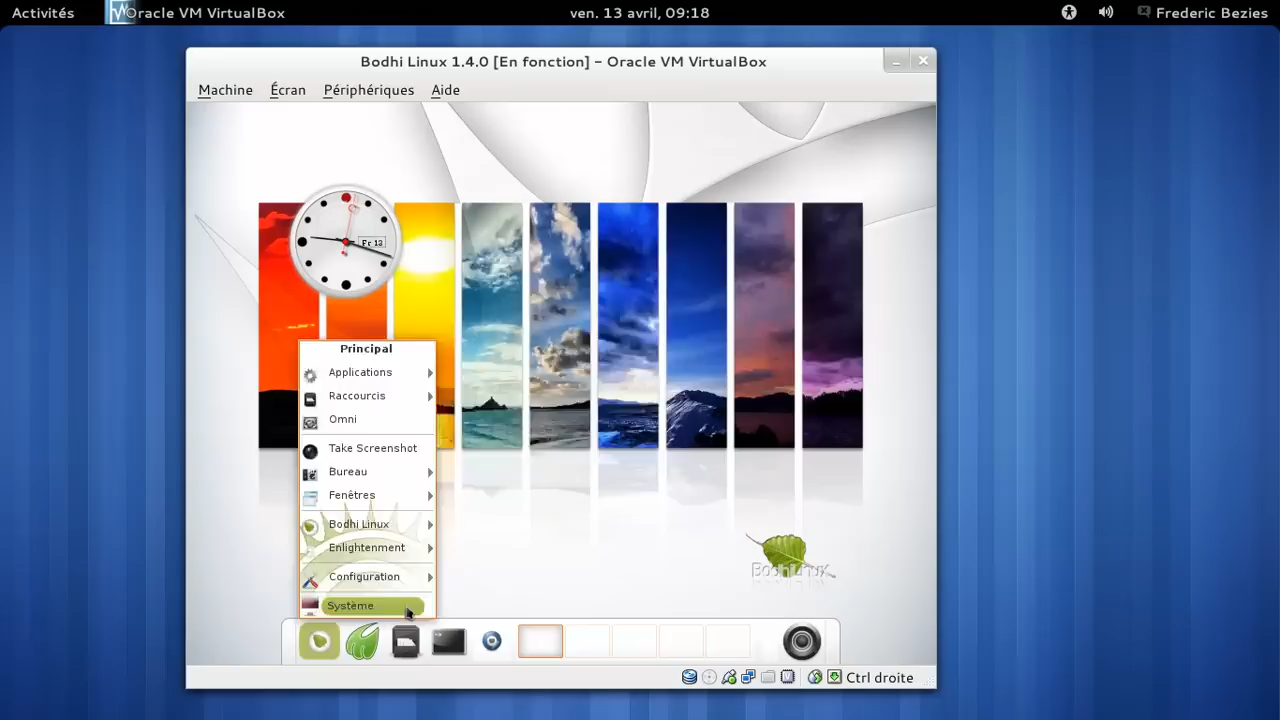 Activités
Oracle VM VirtualBox
ven. 13 avril, 09:18
Frederic Bezies
Bodhi Linux 1.4.0 [En fonction] – Oracle VM VirtualBox
Machine
Écran
Périphériques
Aide
Fr 13
Principal
Applications
Raccourcis
Omni
Take Screenshot
Bureau
Fenêtres
Bodhi Linux
Enlightenment
Configuration
Système
BodhiLinux
Ctrl droite